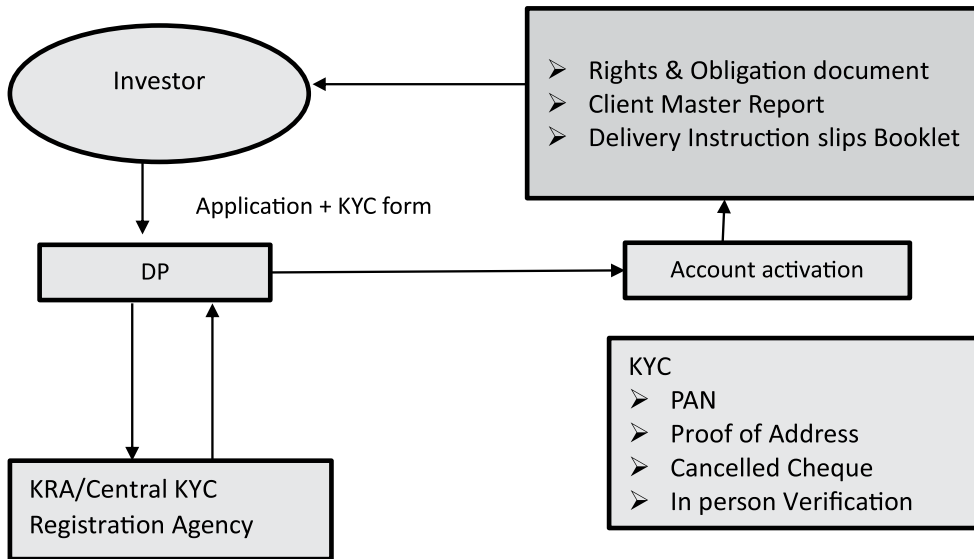 Investor
➢ Rights & Obligation document
➢ Client Master Report
➢ Delivery Instruction slips Booklet
Application + KYC form
DP
Account activation
KYC
➢ PAN
➢ Proof of Address
➢ Cancelled Cheque
➢ In person Verification
KRA/Central KYC
Registration Agency